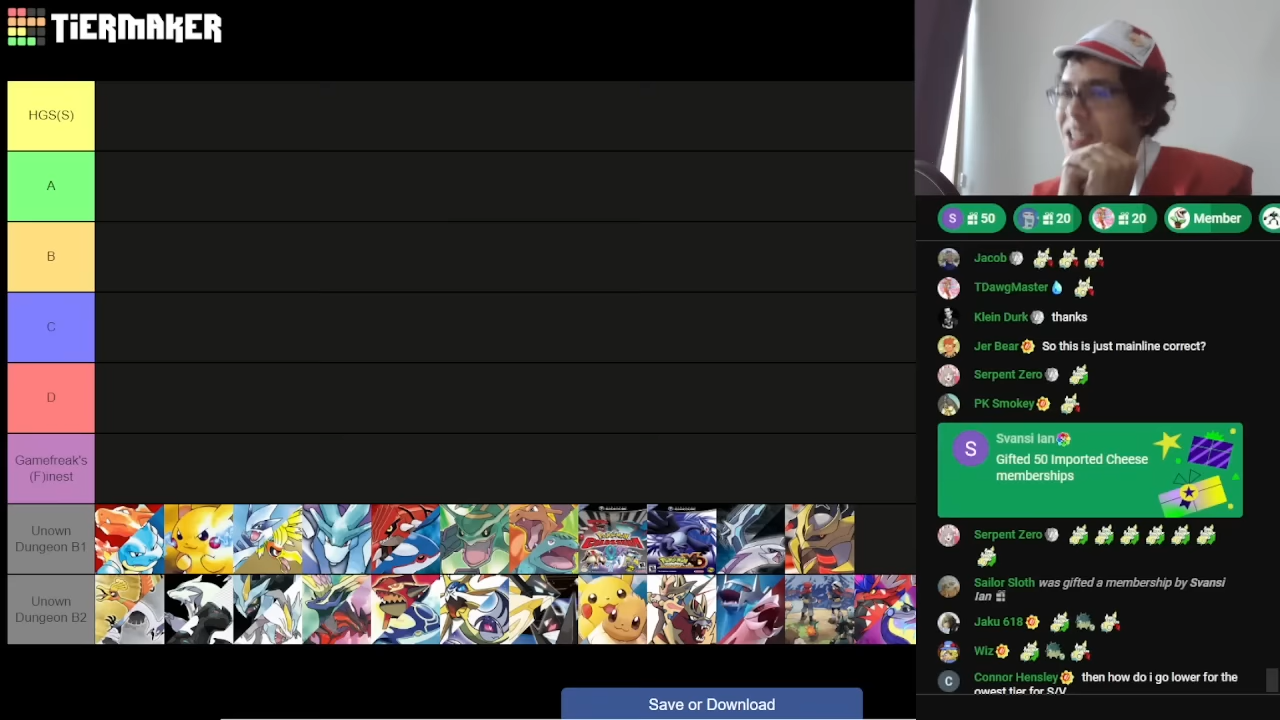 TIERMAKER
HGS(S)
A
B
C
D
Gamefreak's
(F)inest
Unown
Dungeon B1
Unown
Dungeon B2
Save or Download
S 50
20
20
Member
Jacob
TDawgMaster
Klein Durk thanks
Jer Bear So this is just mainline correct?
Serpent Zero
PK Smokey
S
Svansi Ian
Gifted 50 Imported Cheese
memberships
Serpent Zero
Sailor Sloth was gifted a membership by Svansi
Ian
Jaku 618
Wiz
C
Connor Hensley then how do i go lower for the
owest tier for S/V